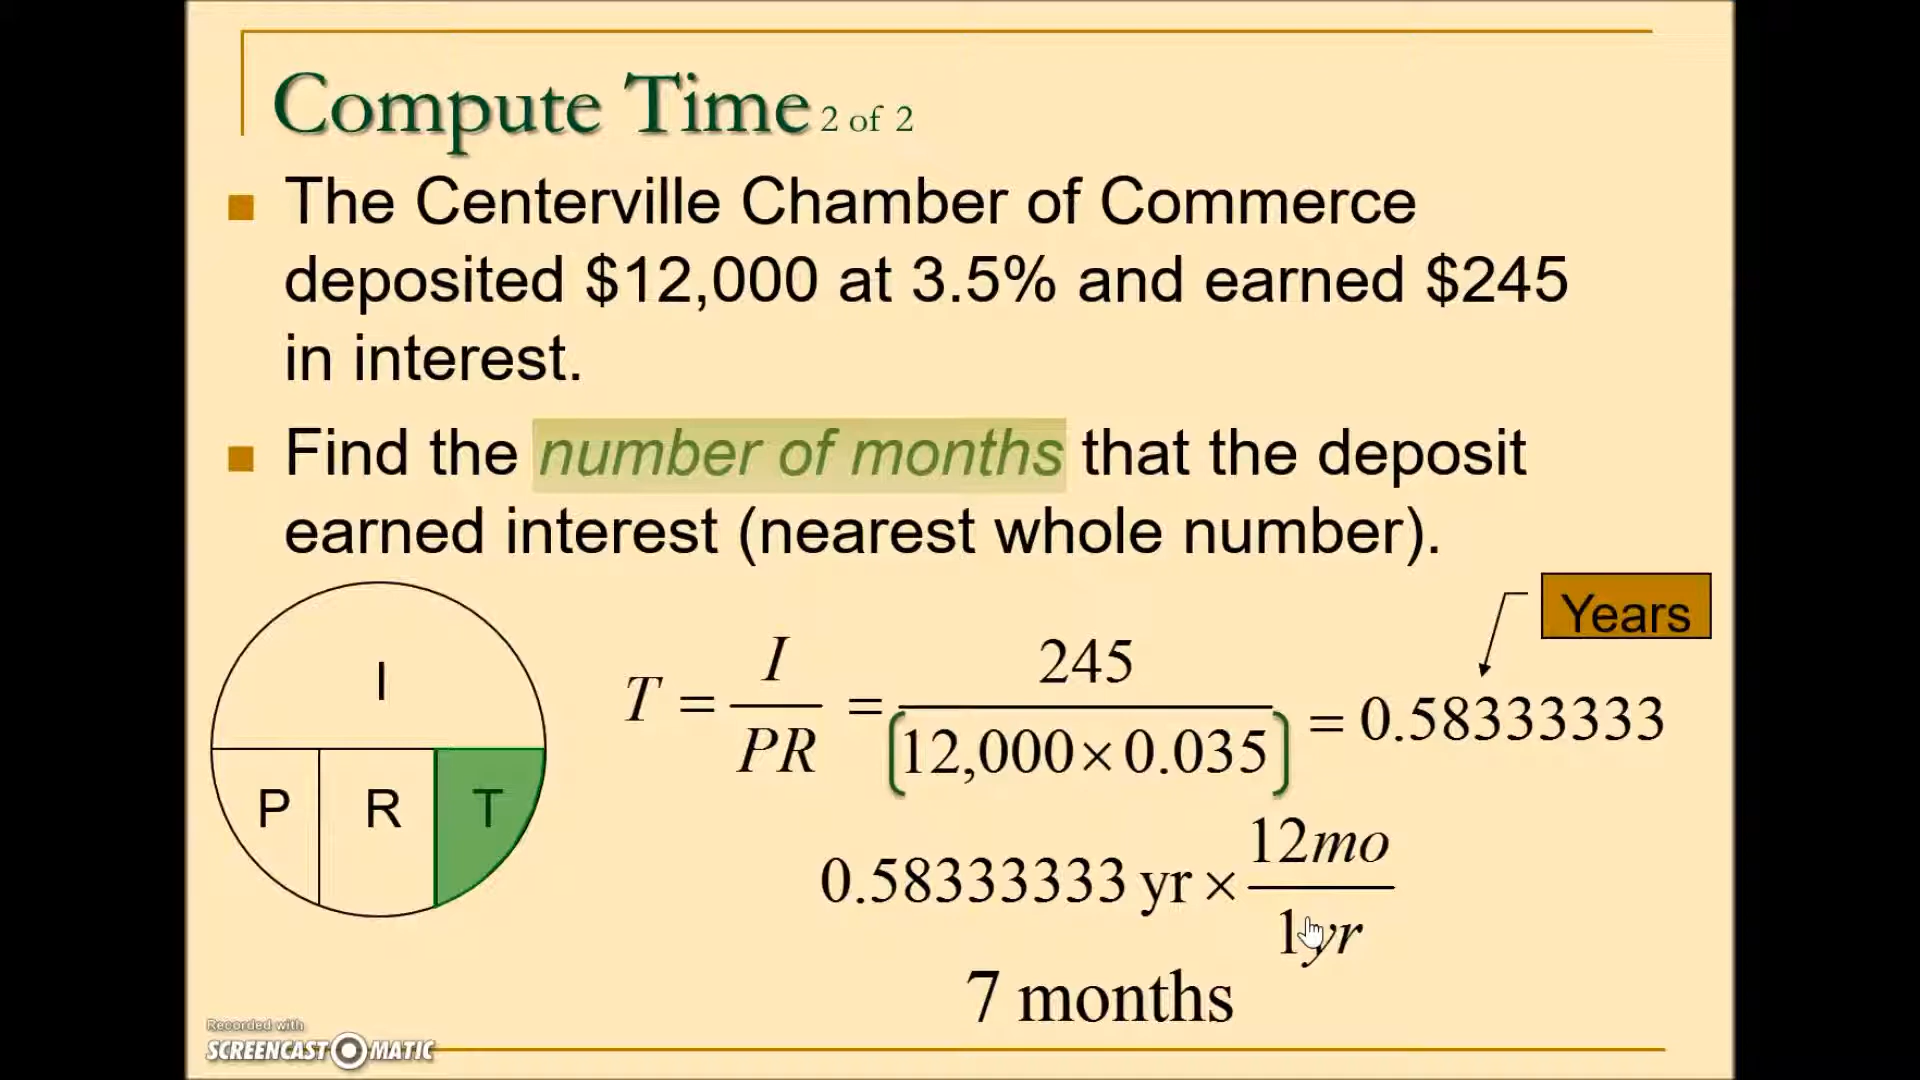 Compute Time 2 of 2
The Centerville Chamber of Commerce
deposited $12,000 at 3.5% and earned $245
in interest.
Find the number of months that the deposit
earned interest (nearest whole number).
Years
I
P R T
T = I / PR = 245 / (12,000 × 0.035) = 0.58333333
0.58333333 yr × 12mo / 1yr
7 months
Recorded with
SCREENCAST-O-MATIC